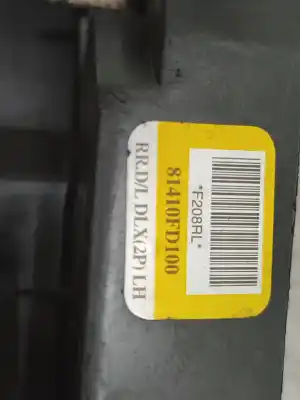 *F208RL*
81410FD100
RR.D/L DLX(2P) LH